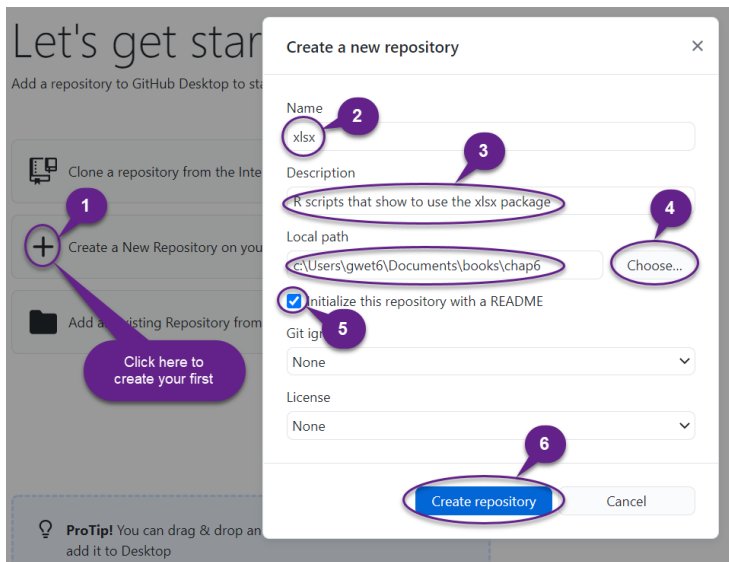 Let's get star
Add a repository to GitHub Desktop to sta
Clone a repository from the Inte
1
Create a New Repository on you
Add an Existing Repository from
Click here to
create your first
ProTip! You can drag & drop an
add it to Desktop
Create a new repository
Name
2
xlsx
3
Description
R scripts that show to use the xlsx package
4
Local path
c:\Users\gwet6\Documents\books\chap6
Choose...
Initialize this repository with a README
5
Git ign
None
License
None
6
Create repository
Cancel